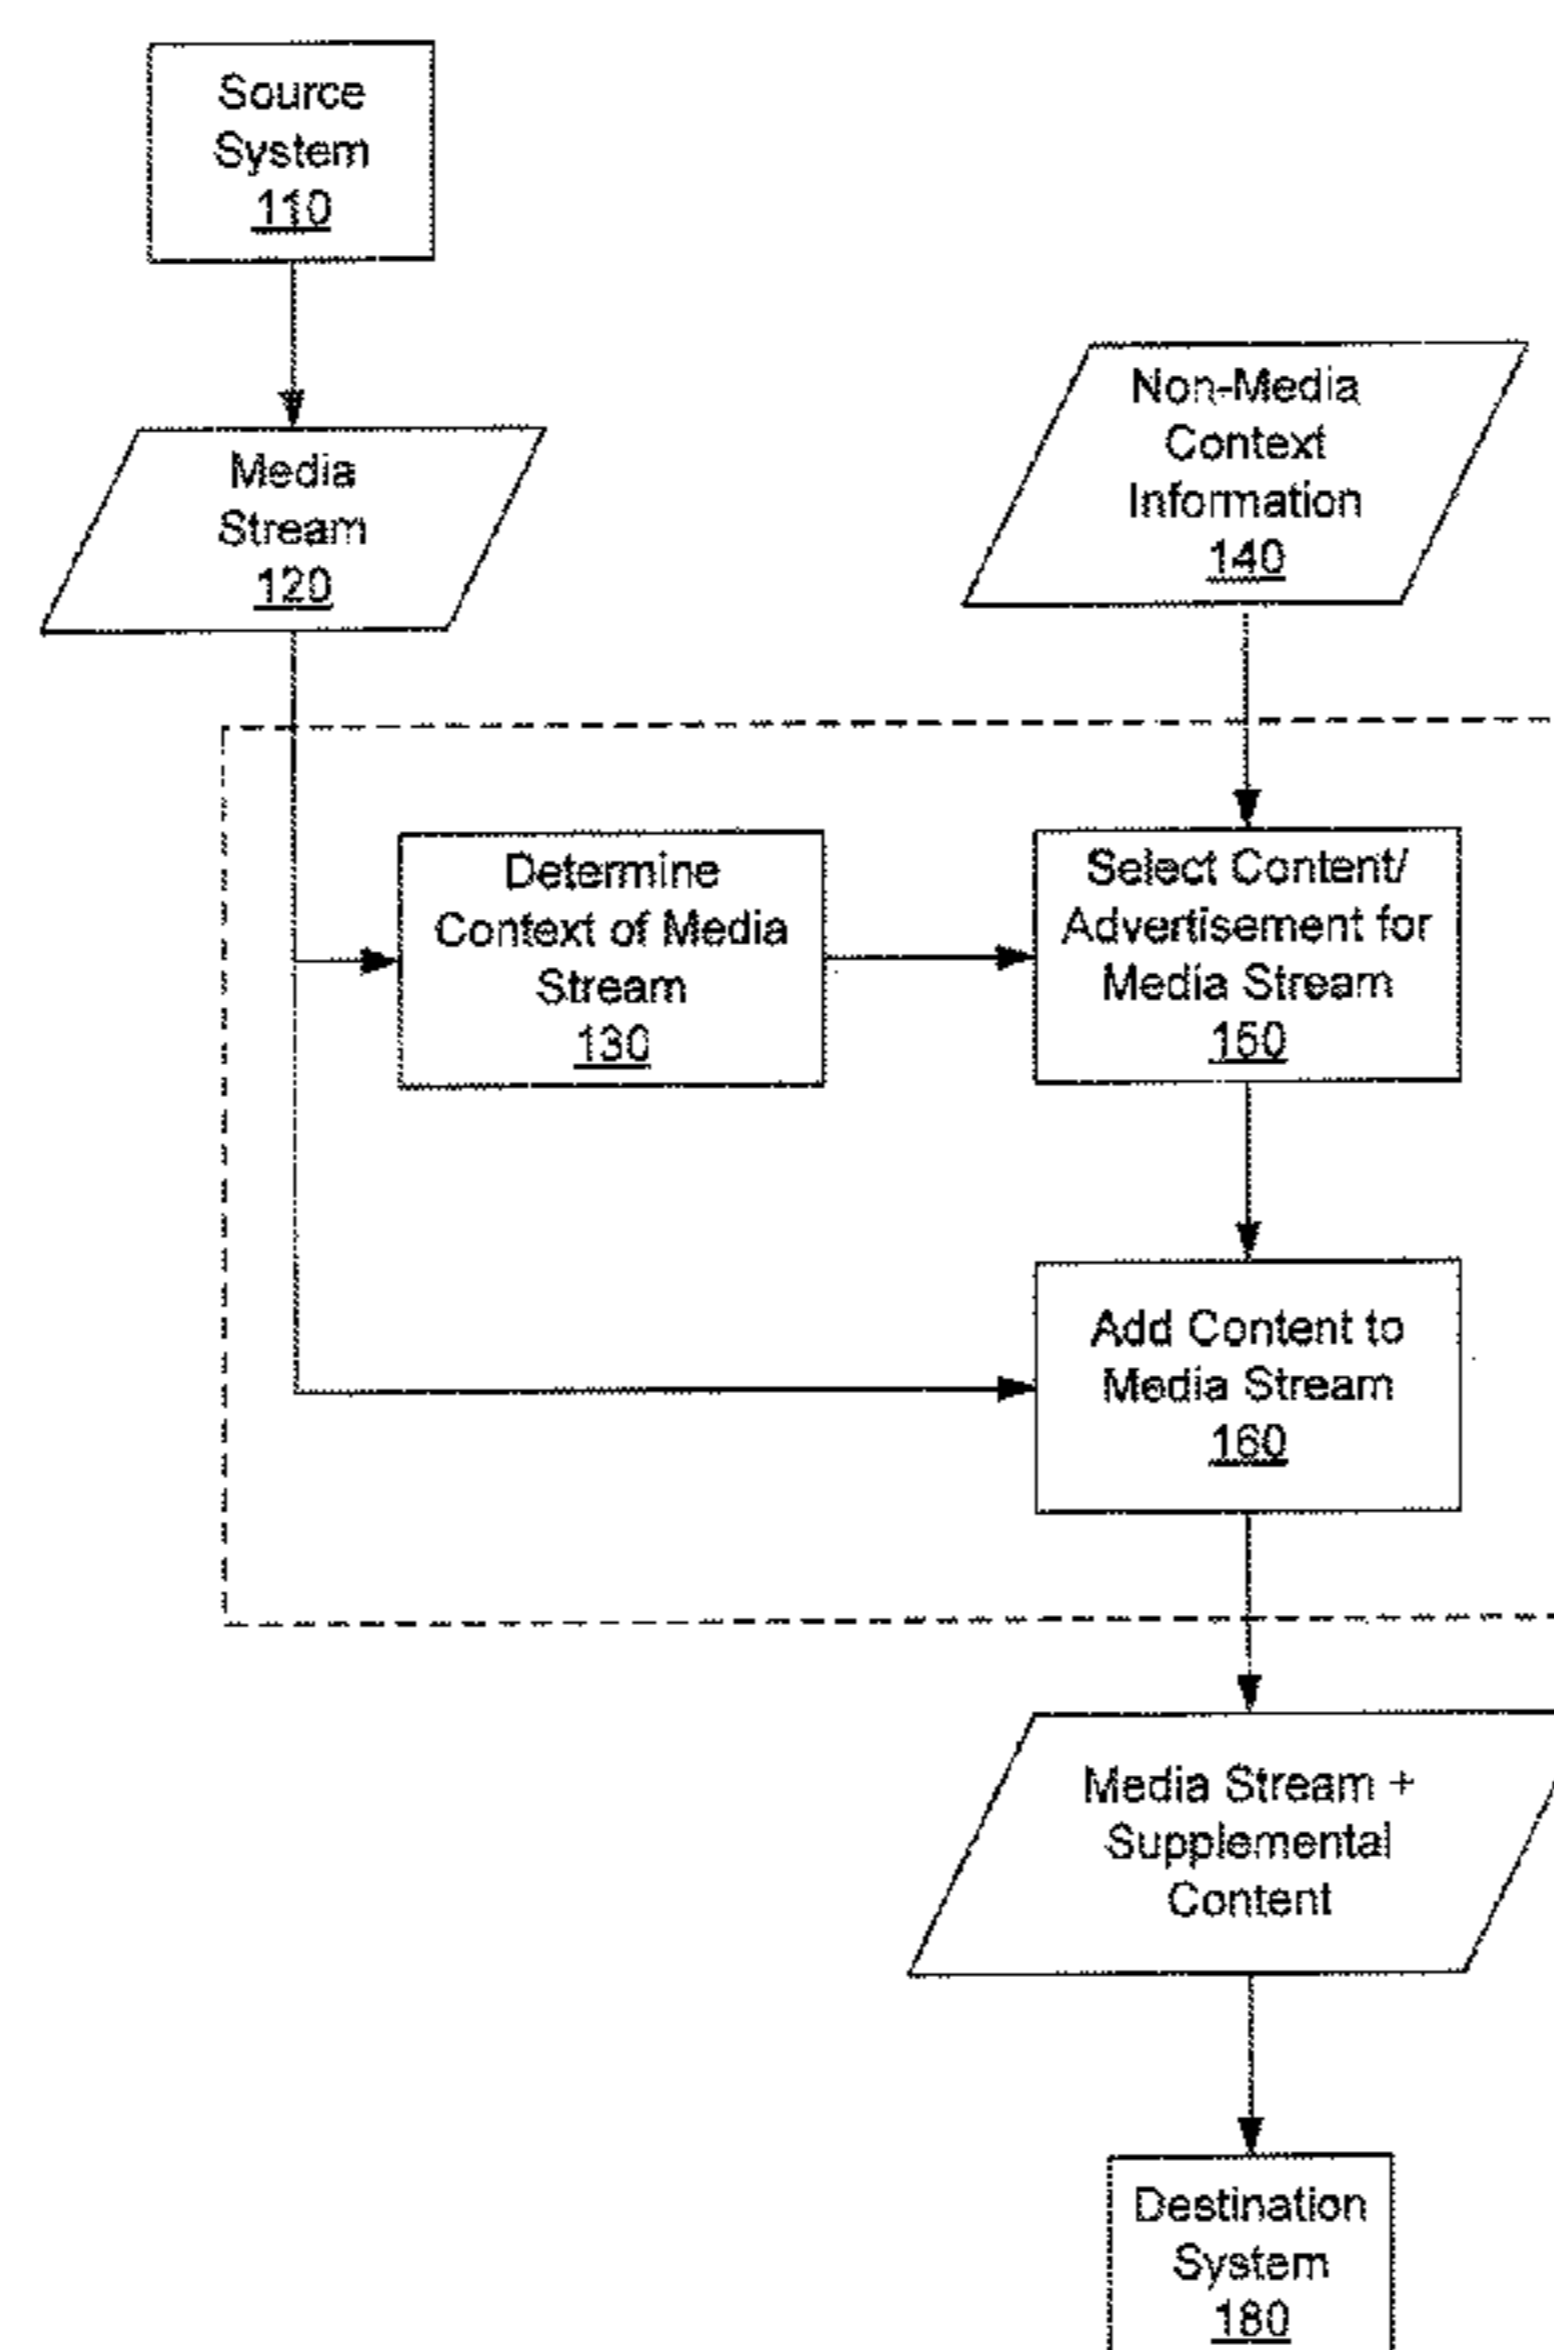 Source
System
110
Media
Stream
120
Non-Media
Context
Information
140
Determine
Context of Media
Stream
130
Select Content/
Advertisement for
Media Stream
150
Add Content to
Media Stream
160
Media Stream +
Supplemental
Content
Destination
System
180